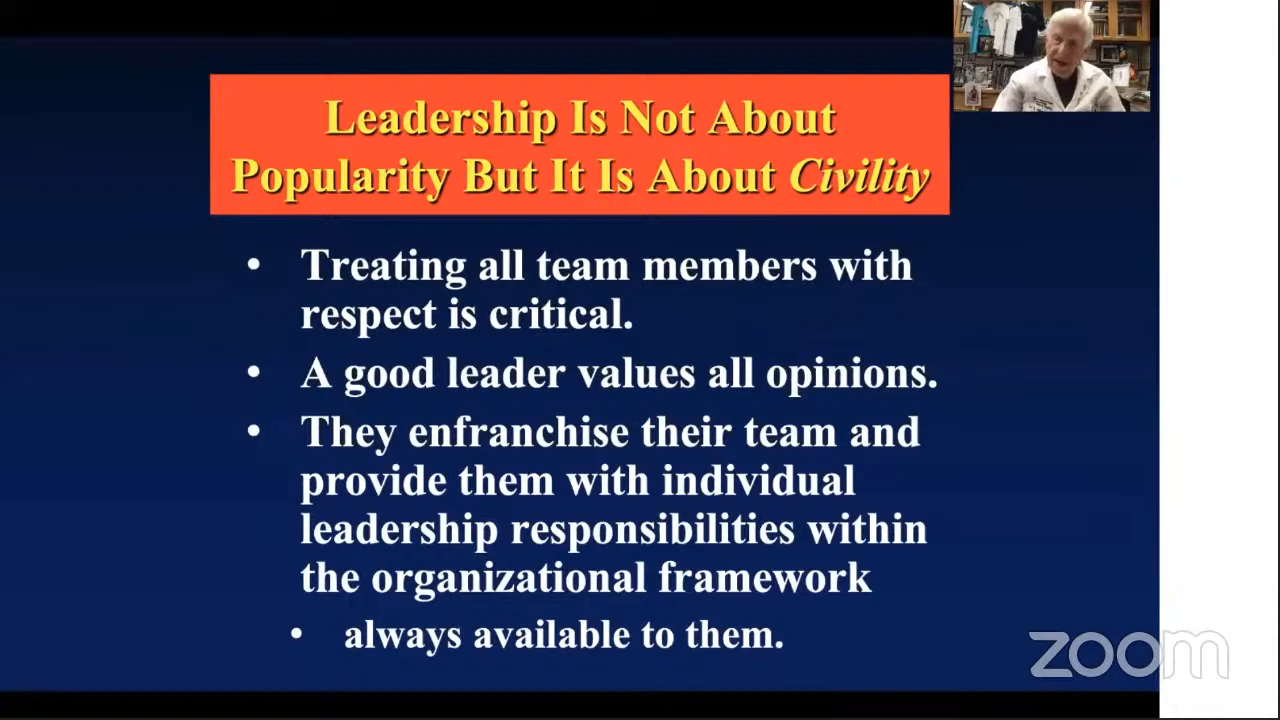 Leadership Is Not About
Popularity But It Is About Civility
• Treating all team members with
respect is critical.
• A good leader values all opinions.
• They enfranchise their team and
provide them with individual
leadership responsibilities within
the organizational framework
• always available to them.
zoom